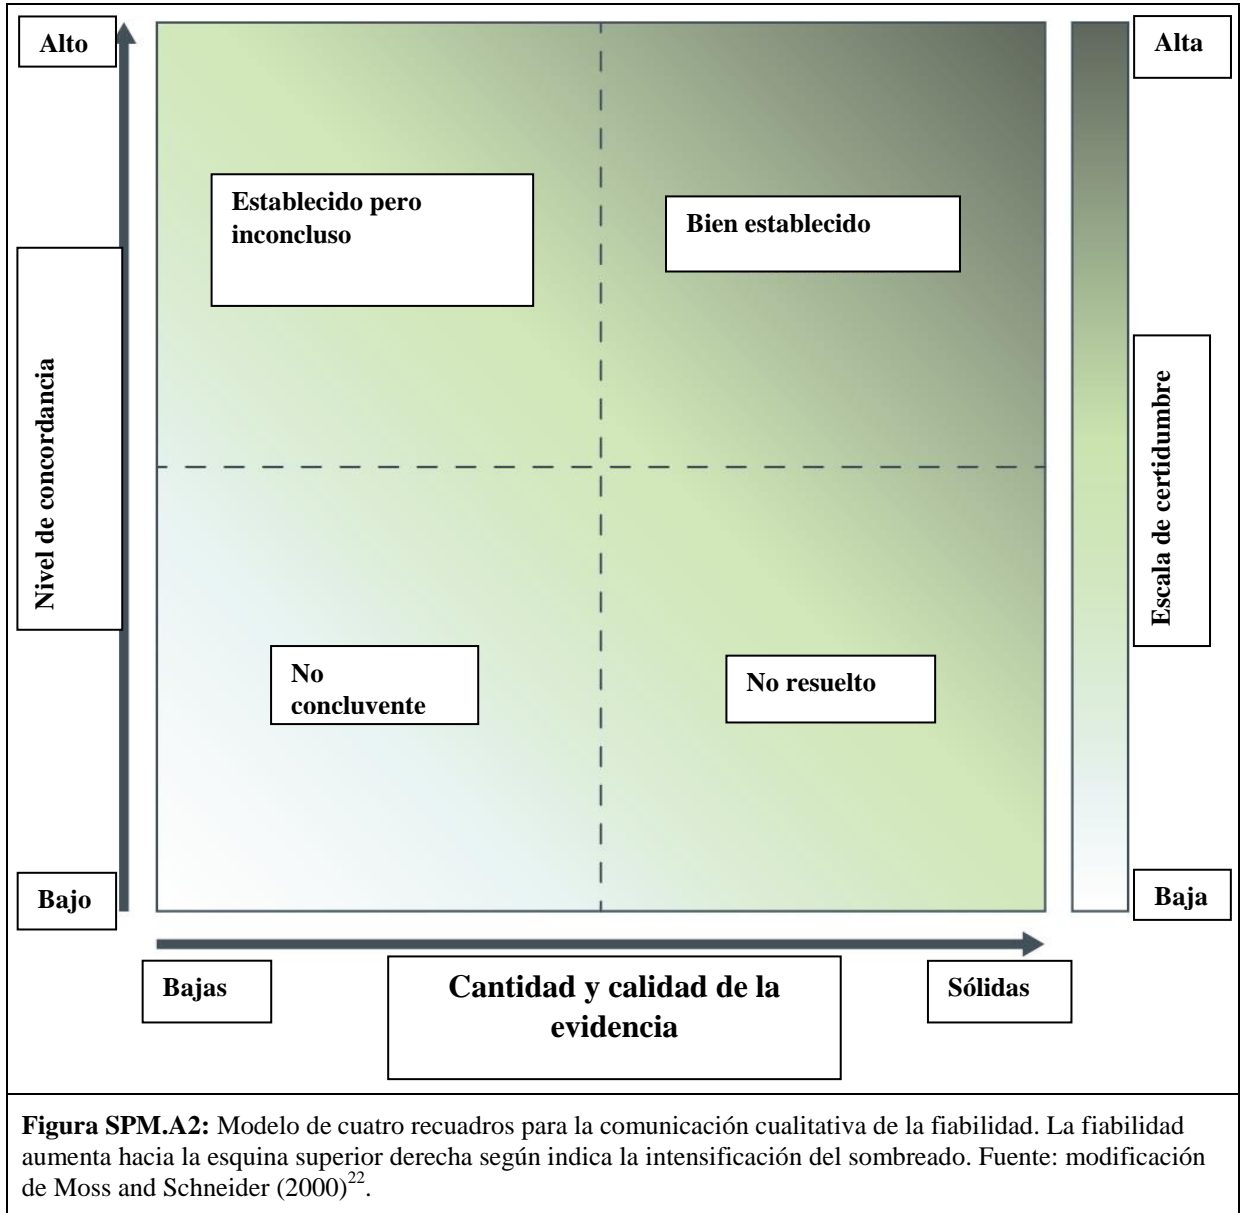 Alto
Alta
Establecido pero
inconcluso
Bien establecido
Nivel de concordancia
Escala de certidumbre
No
concluvente
No resuelto
Bajo
Baja
Bajas
Cantidad y calidad de la
evidencia
Sólidas
Figura SPM.A2: Modelo de cuatro recuadros para la comunicación cualitativa de la fiabilidad. La fiabilidad
aumenta hacia la esquina superior derecha según indica la intensificación del sombreado. Fuente: modificación
de Moss and Schneider (2000)22.